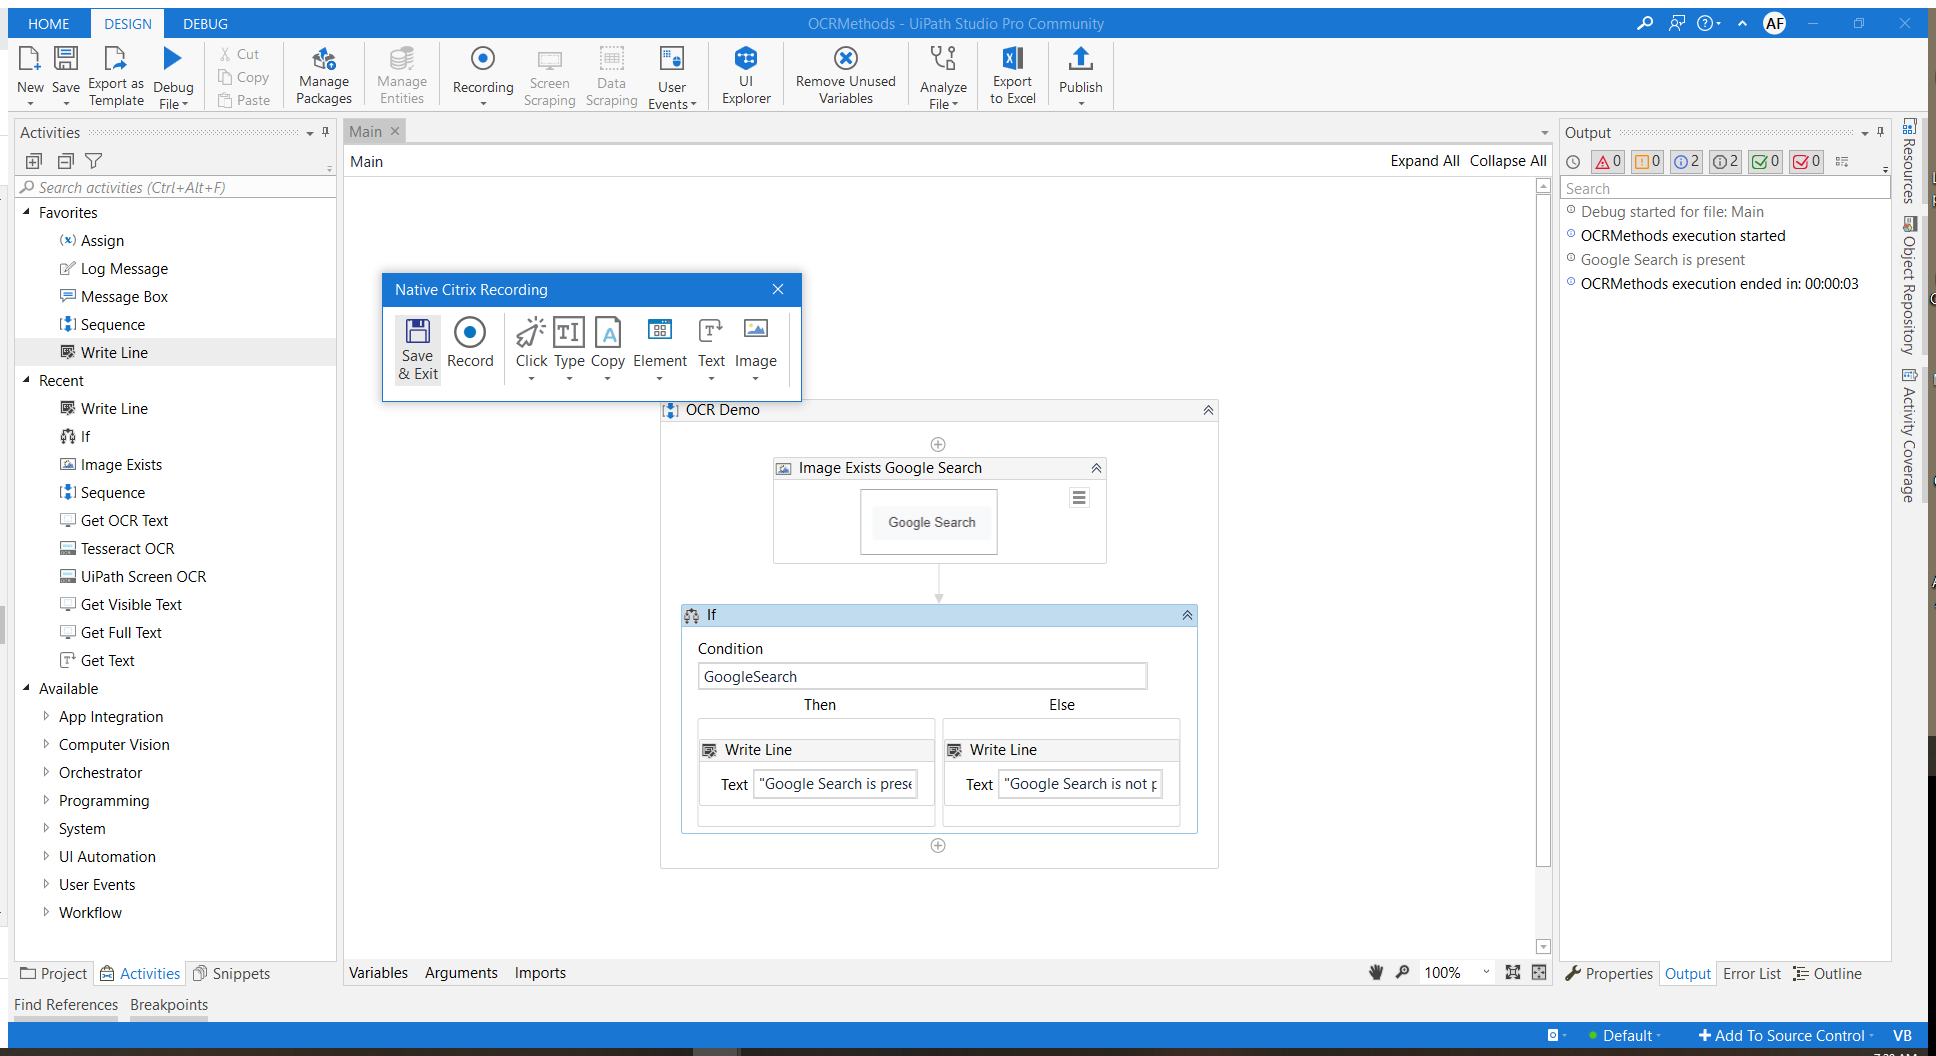 HOME DESIGN DEBUG OCRMethods - UiPath Studio Pro Community AF
New Save Export as Template Debug File Cut Copy Paste Manage Packages Manage Entities Recording Screen Scraping Data Scraping User Events UI Explorer Remove Unused Variables Analyze File Export to Excel Publish
Activities
Search activities (Ctrl+Alt+F)
Favorites
(x) Assign
Log Message
Message Box
Sequence
Write Line
Recent
Write Line
If
Image Exists
Sequence
Get OCR Text
Tesseract OCR
UiPath Screen OCR
Get Visible Text
Get Full Text
Get Text
Available
App Integration
Computer Vision
Orchestrator
Programming
System
UI Automation
User Events
Workflow
Project Activities Snippets
Find References Breakpoints
Main
Main Expand All Collapse All
Native Citrix Recording
Save & Exit Record Click Type Copy Element Text Image
OCR Demo
Image Exists Google Search
Google Search
If
Condition
GoogleSearch
Then Else
Write Line Write Line
Text "Google Search is prese Text "Google Search is not p
Variables Arguments Imports 100%
Output
0 0 2 2 0 0
Search
Debug started for file: Main
OCRMethods execution started
Google Search is present
OCRMethods execution ended in: 00:00:03
Properties Output Error List Outline
Resources
Object Repository
Activity Coverage
Default Add To Source Control VB